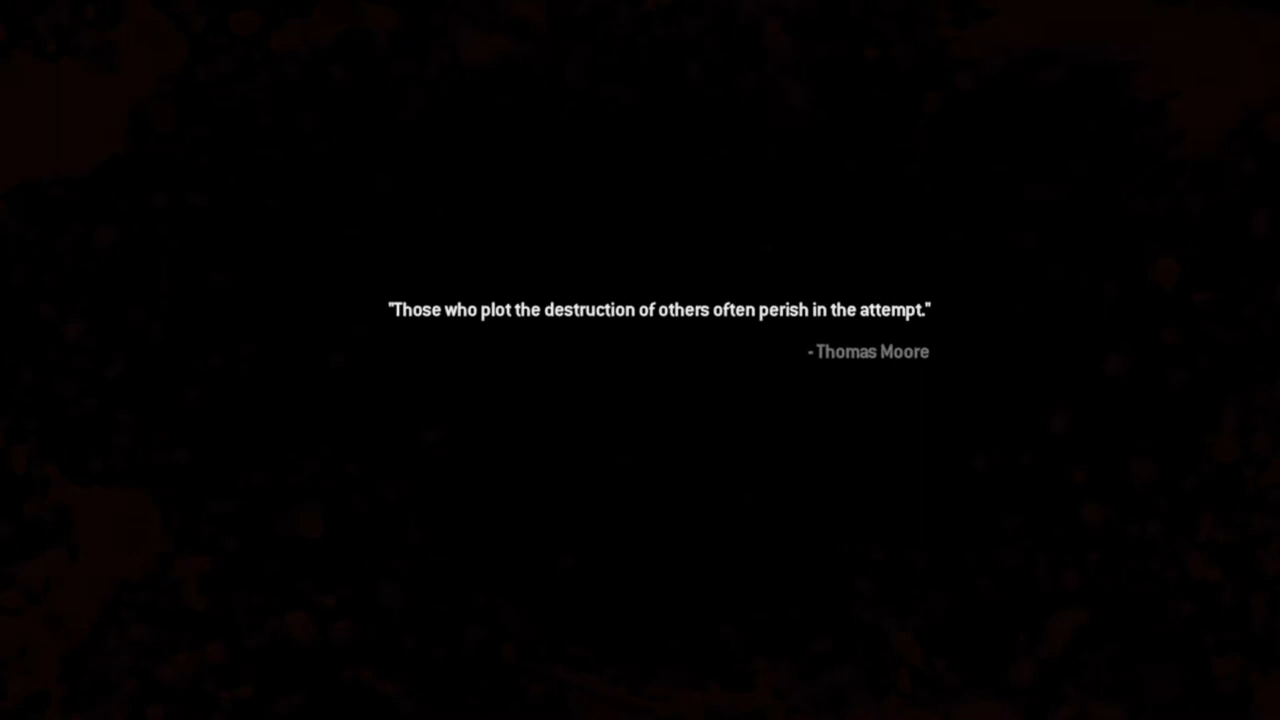 "Those who plot the destruction of others often perish in the attempt."
- Thomas Moore